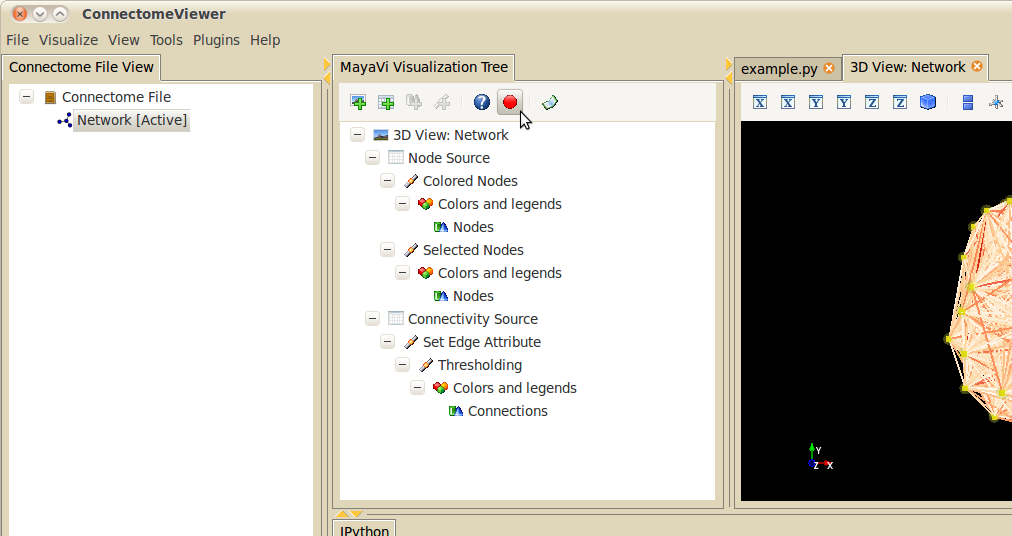 ConnectomeViewer
File Visualize View Tools Plugins Help
Connectome File View
Connectome File
Network [Active]
MayaVi Visualization Tree
3D View: Network
Node Source
Colored Nodes
Colors and legends
Nodes
Selected Nodes
Colors and legends
Nodes
Connectivity Source
Set Edge Attribute
Thresholding
Colors and legends
Connections
example.py
3D View: Network
X X Y Y Z Z
Y
Z X
IPython